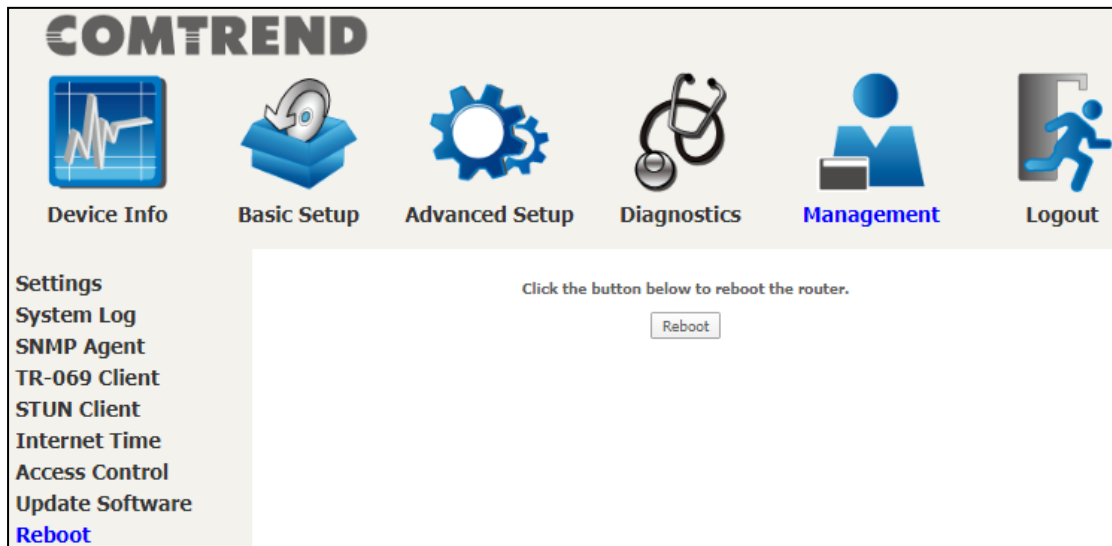 COMTREND
Device Info Basic Setup Advanced Setup Diagnostics Management Logout
Settings
System Log
SNMP Agent
TR-069 Client
STUN Client
Internet Time
Access Control
Update Software
Reboot
Click the button below to reboot the router.
Reboot